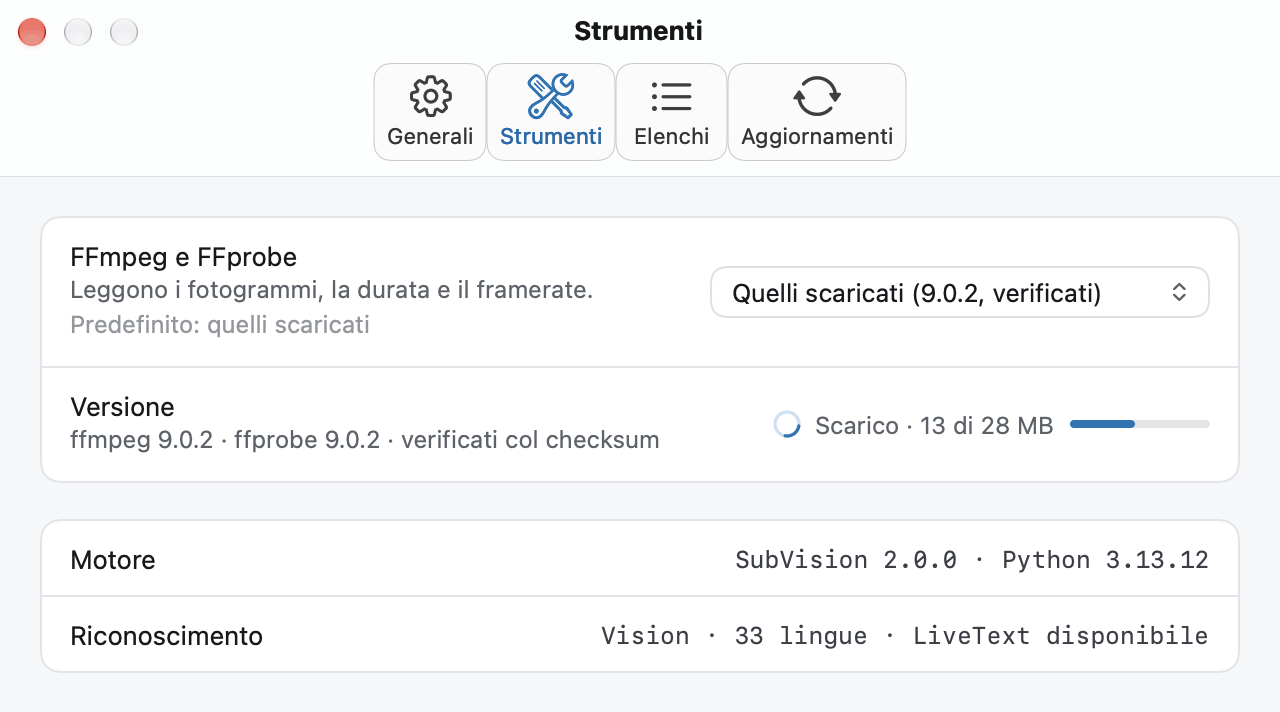 Strumenti
Generali
Strumenti
Elenchi
Aggiornamenti
FFmpeg e FFprobe
Leggono i fotogrammi, la durata e il framerate.
Predefinito: quelli scaricati
Quelli scaricati (9.0.2, verificati)
Versione
ffmpeg 9.0.2 · ffprobe 9.0.2 · verificati col checksum
Scarico · 13 di 28 MB
Motore
SubVision 2.0.0 · Python 3.13.12
Riconoscimento
Vision · 33 lingue · LiveText disponibile